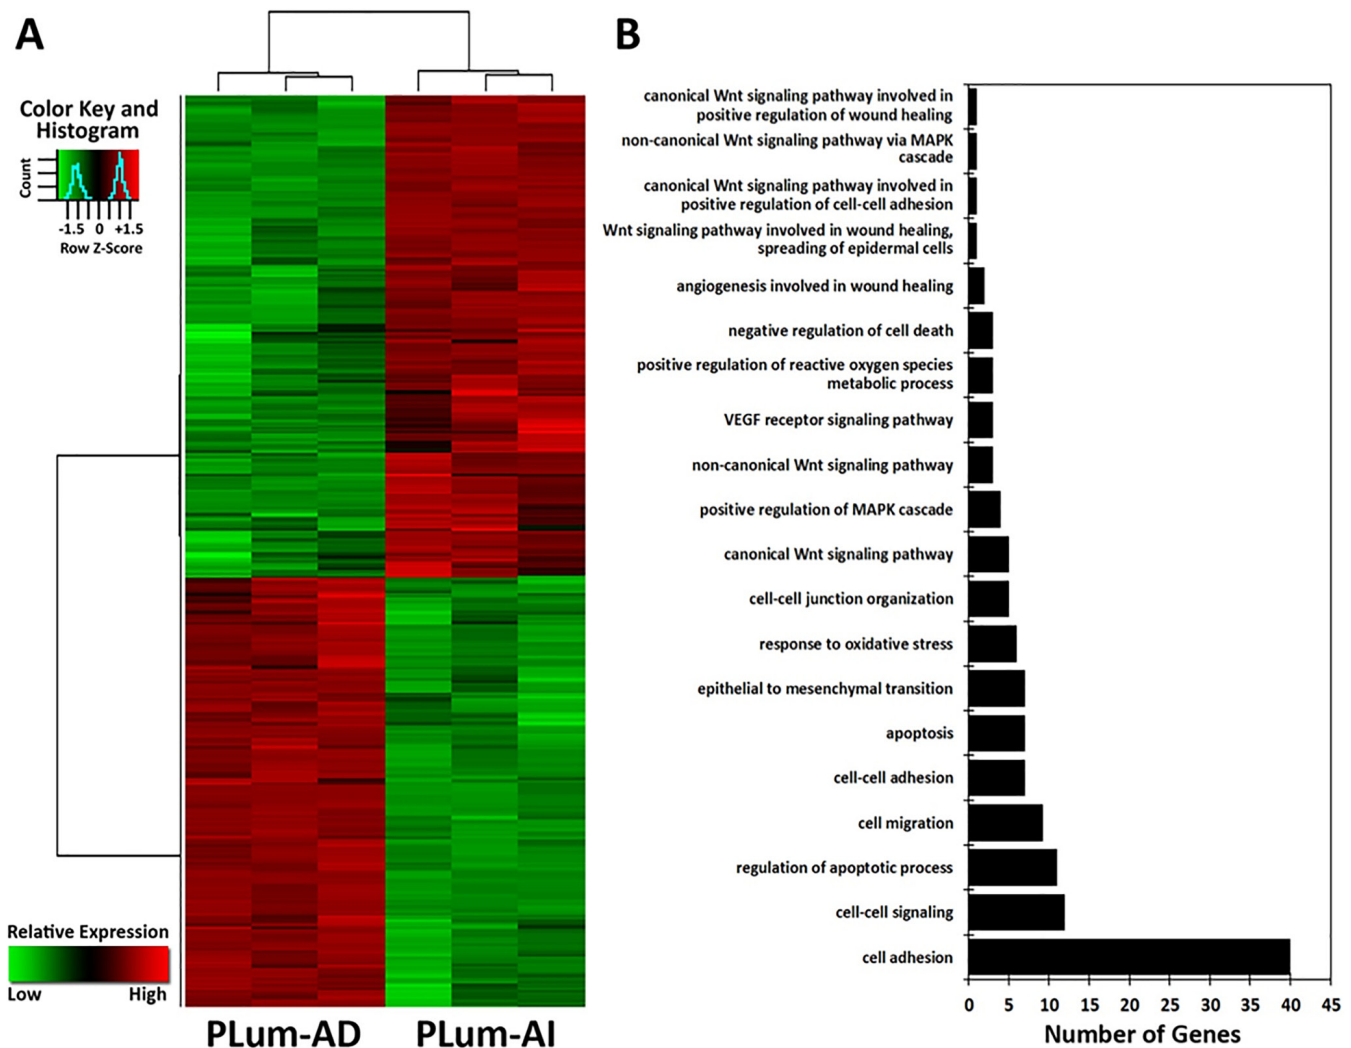 A
Color Key and
Histogram
Count
-1.5 0 +1.5
Row Z-Score
Relative Expression
Low High
PLum-AD PLum-AI
B
canonical Wnt signaling pathway involved in
positive regulation of wound healing
non-canonical Wnt signaling pathway via MAPK
cascade
canonical Wnt signaling pathway involved in
positive regulation of cell-cell adhesion
Wnt signaling pathway involved in wound healing,
spreading of epidermal cells
angiogenesis involved in wound healing
negative regulation of cell death
positive regulation of reactive oxygen species
metabolic process
VEGF receptor signaling pathway
non-canonical Wnt signaling pathway
positive regulation of MAPK cascade
canonical Wnt signaling pathway
cell-cell junction organization
response to oxidative stress
epithelial to mesenchymal transition
apoptosis
cell-cell adhesion
cell migration
regulation of apoptotic process
cell-cell signaling
cell adhesion
0 5 10 15 20 25 30 35 40 45
Number of Genes